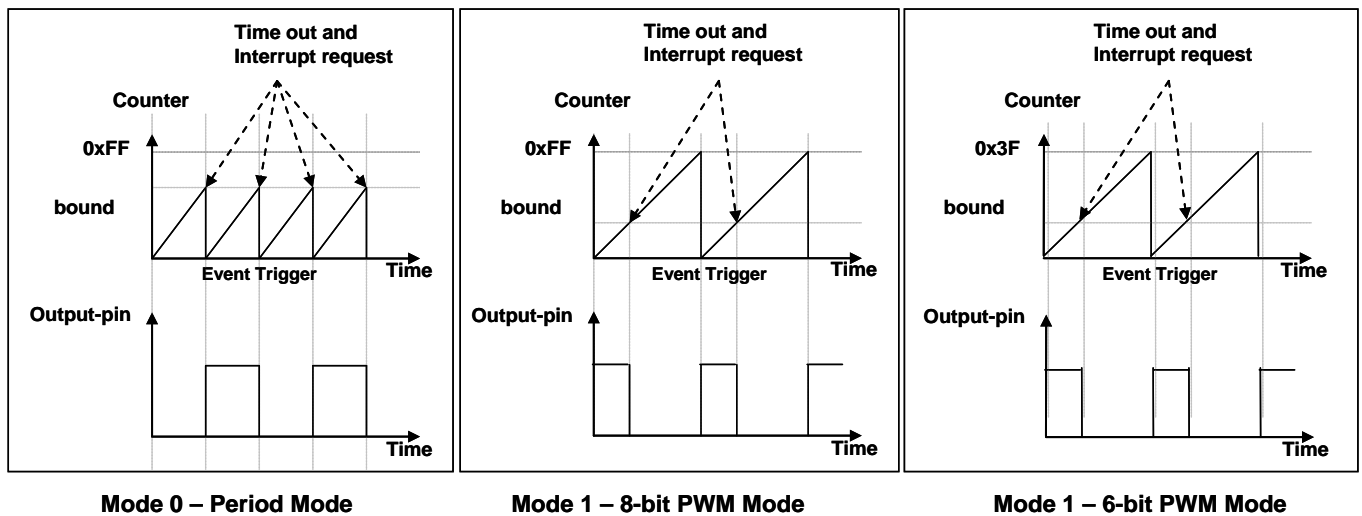 Time out and
Interrupt request
Counter
0xFF
bound
Time
Event Trigger
Output-pin
Time
Mode 0 – Period Mode
Time out and
Interrupt request
Counter
0xFF
bound
Time
Event Trigger
Output-pin
Time
Mode 1 – 8-bit PWM Mode
Time out and
Interrupt request
Counter
0x3F
bound
Time
Event Trigger
Output-pin
Time
Mode 1 – 6-bit PWM Mode